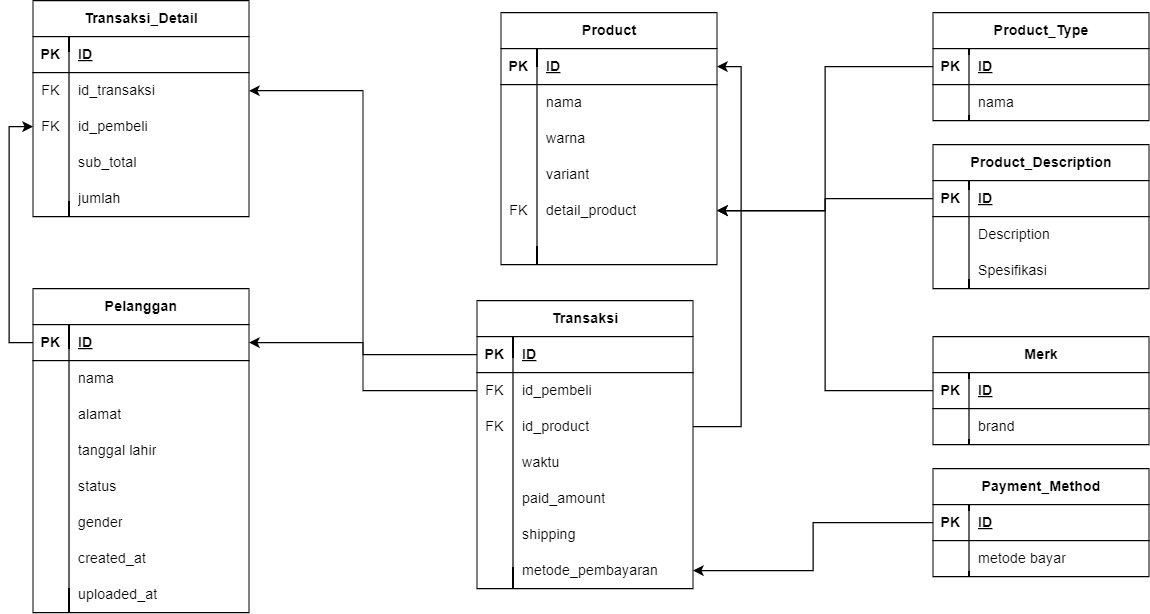 Transaksi_Detail
PK ID
FK id_transaksi
FK id_pembeli
sub_total
jumlah
Product
PK ID
nama
warna
variant
FK detail_product
Product_Type
PK ID
nama
Product_Description
PK ID
Description
Spesifikasi
Pelanggan
PK ID
nama
alamat
tanggal lahir
status
gender
created_at
uploaded_at
Transaksi
PK ID
FK id_pembeli
FK id_product
waktu
paid_amount
shipping
metode_pembayaran
Merk
PK ID
brand
Payment_Method
PK ID
metode bayar